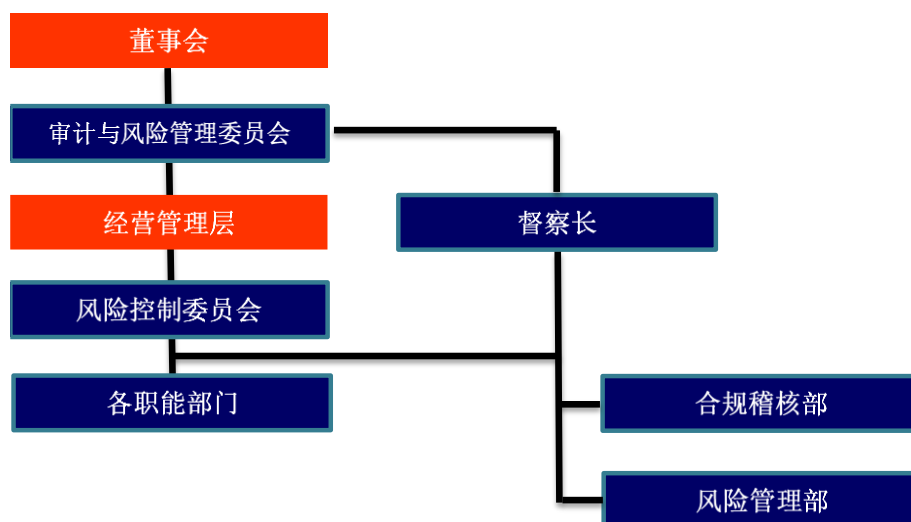 董事会
审计与风险管理委员会
经营管理层
督察长
风险控制委员会
各职能部门
合规稽核部
风险管理部